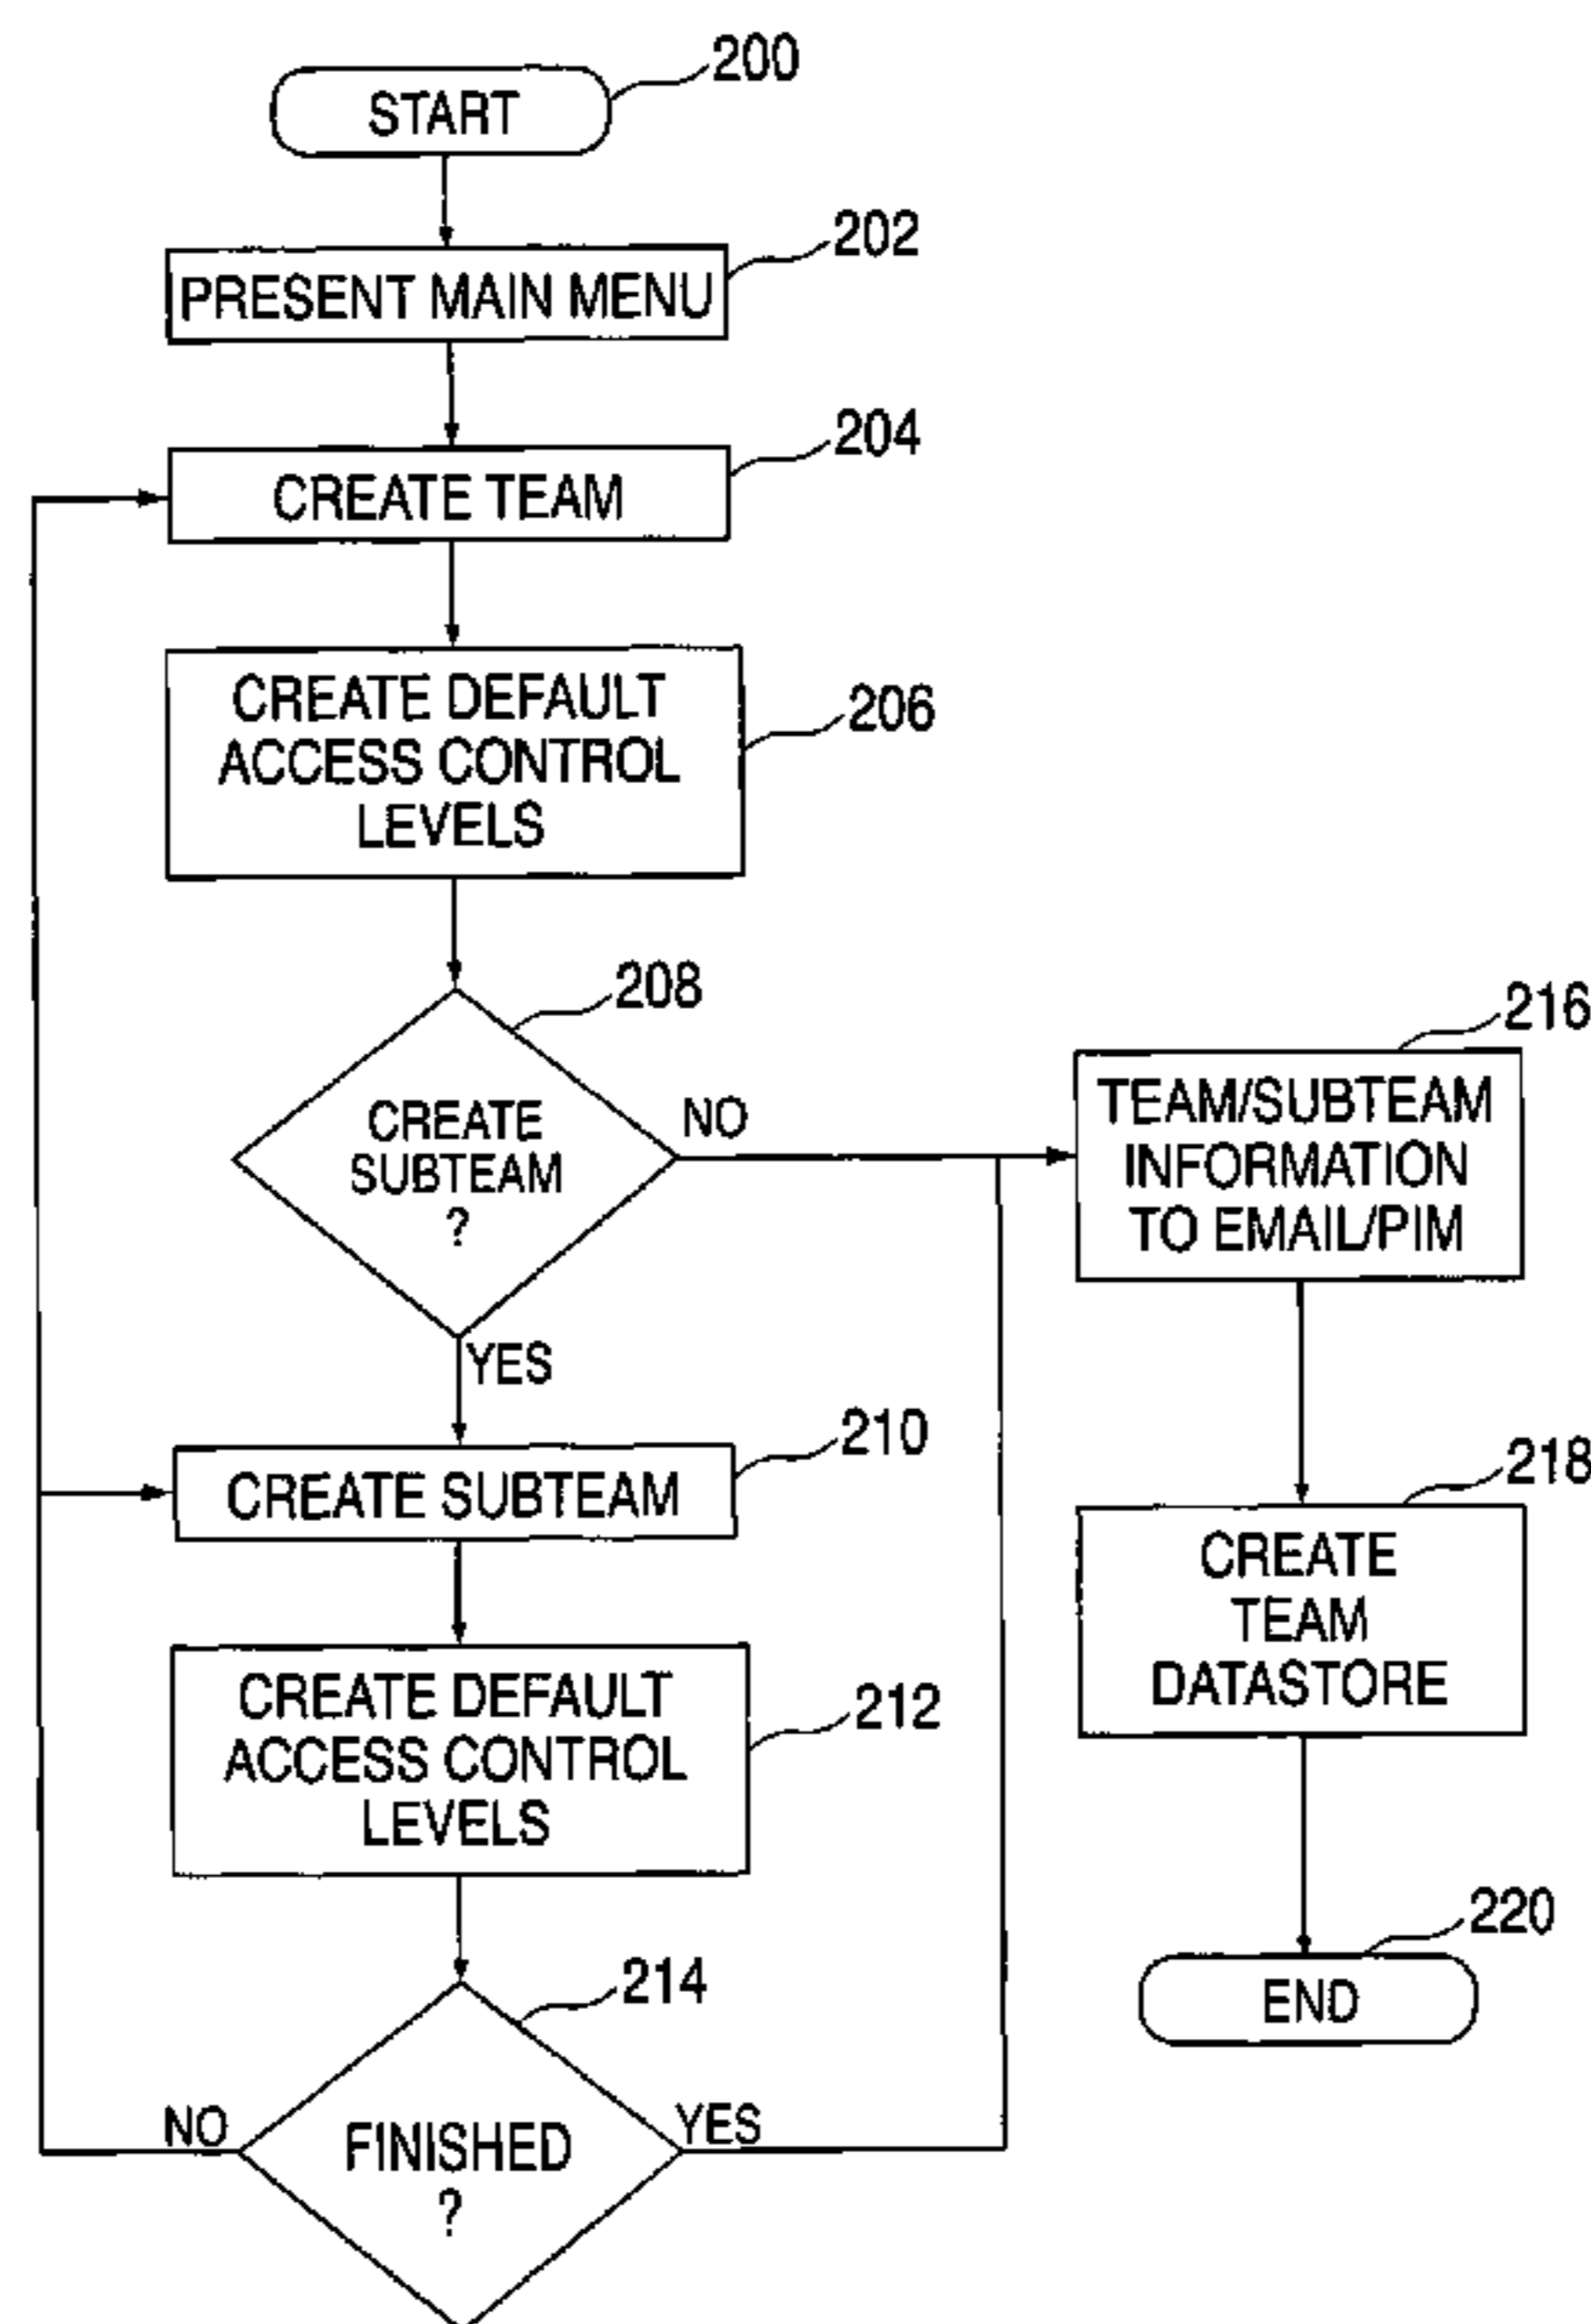 200
START
202
PRESENT MAIN MENU
204
CREATE TEAM
206
CREATE DEFAULT
ACCESS CONTROL
LEVELS
208
CREATE
SUBTEAM
?
NO
YES
210
CREATE SUBTEAM
212
CREATE DEFAULT
ACCESS CONTROL
LEVELS
214
FINISHED
?
NO
YES
216
TEAM/SUBTEAM
INFORMATION
TO EMAIL/PIM
218
CREATE
TEAM
DATASTORE
220
END